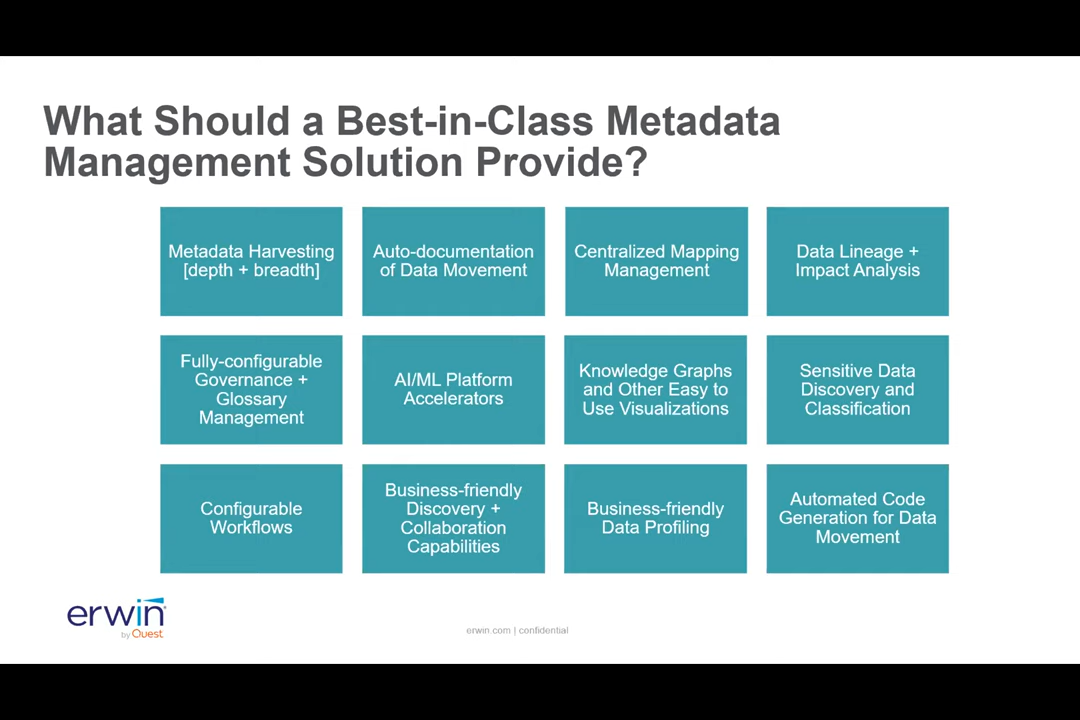 What Should a Best-in-Class Metadata
Management Solution Provide?
Metadata Harvesting
[depth + breadth]
Auto-documentation
of Data Movement
Centralized Mapping
Management
Data Lineage +
Impact Analysis
Fully-configurable
Governance +
Glossary
Management
AI/ML Platform
Accelerators
Knowledge Graphs
and Other Easy to
Use Visualizations
Sensitive Data
Discovery and
Classification
Configurable
Workflows
Business-friendly
Discovery +
Collaboration
Capabilities
Business-friendly
Data Profiling
Automated Code
Generation for Data
Movement
erwin
by Quest
erwin.com | confidential